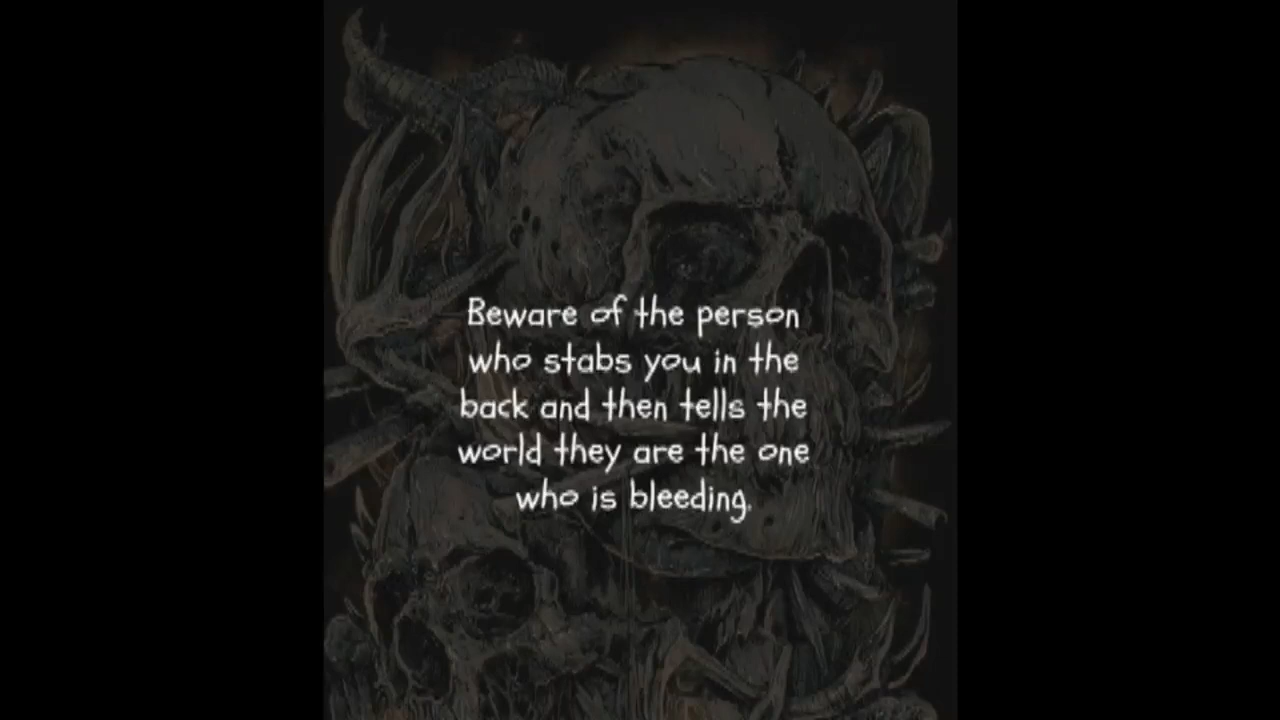 Beware of the person
who stabs you in the
back and then tells the
world they are the one
who is bleeding.